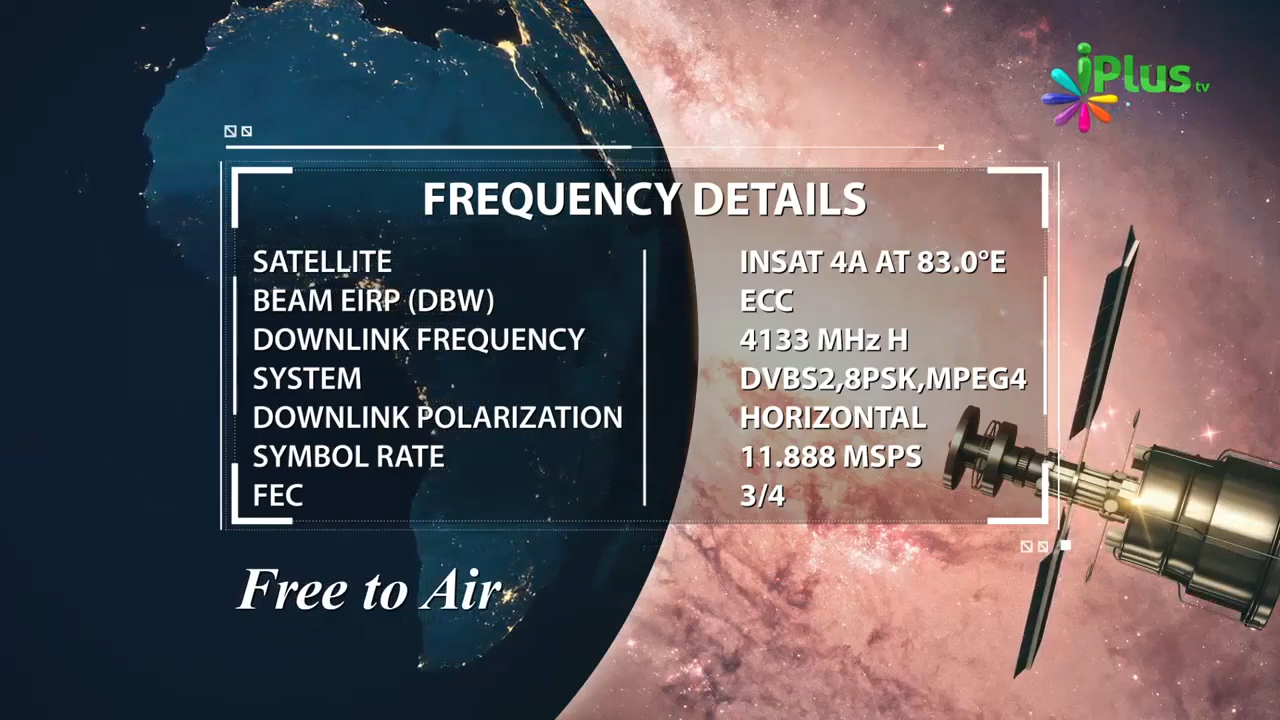 iPlus tv
FREQUENCY DETAILS
SATELLITE INSAT 4A AT 83.0°E
BEAM EIRP (DBW) ECC
DOWNLINK FREQUENCY 4133 MHz H
SYSTEM DVBS2,8PSK,MPEG4
DOWNLINK POLARIZATION HORIZONTAL
SYMBOL RATE 11.888 MSPS
FEC 3/4
Free to Air